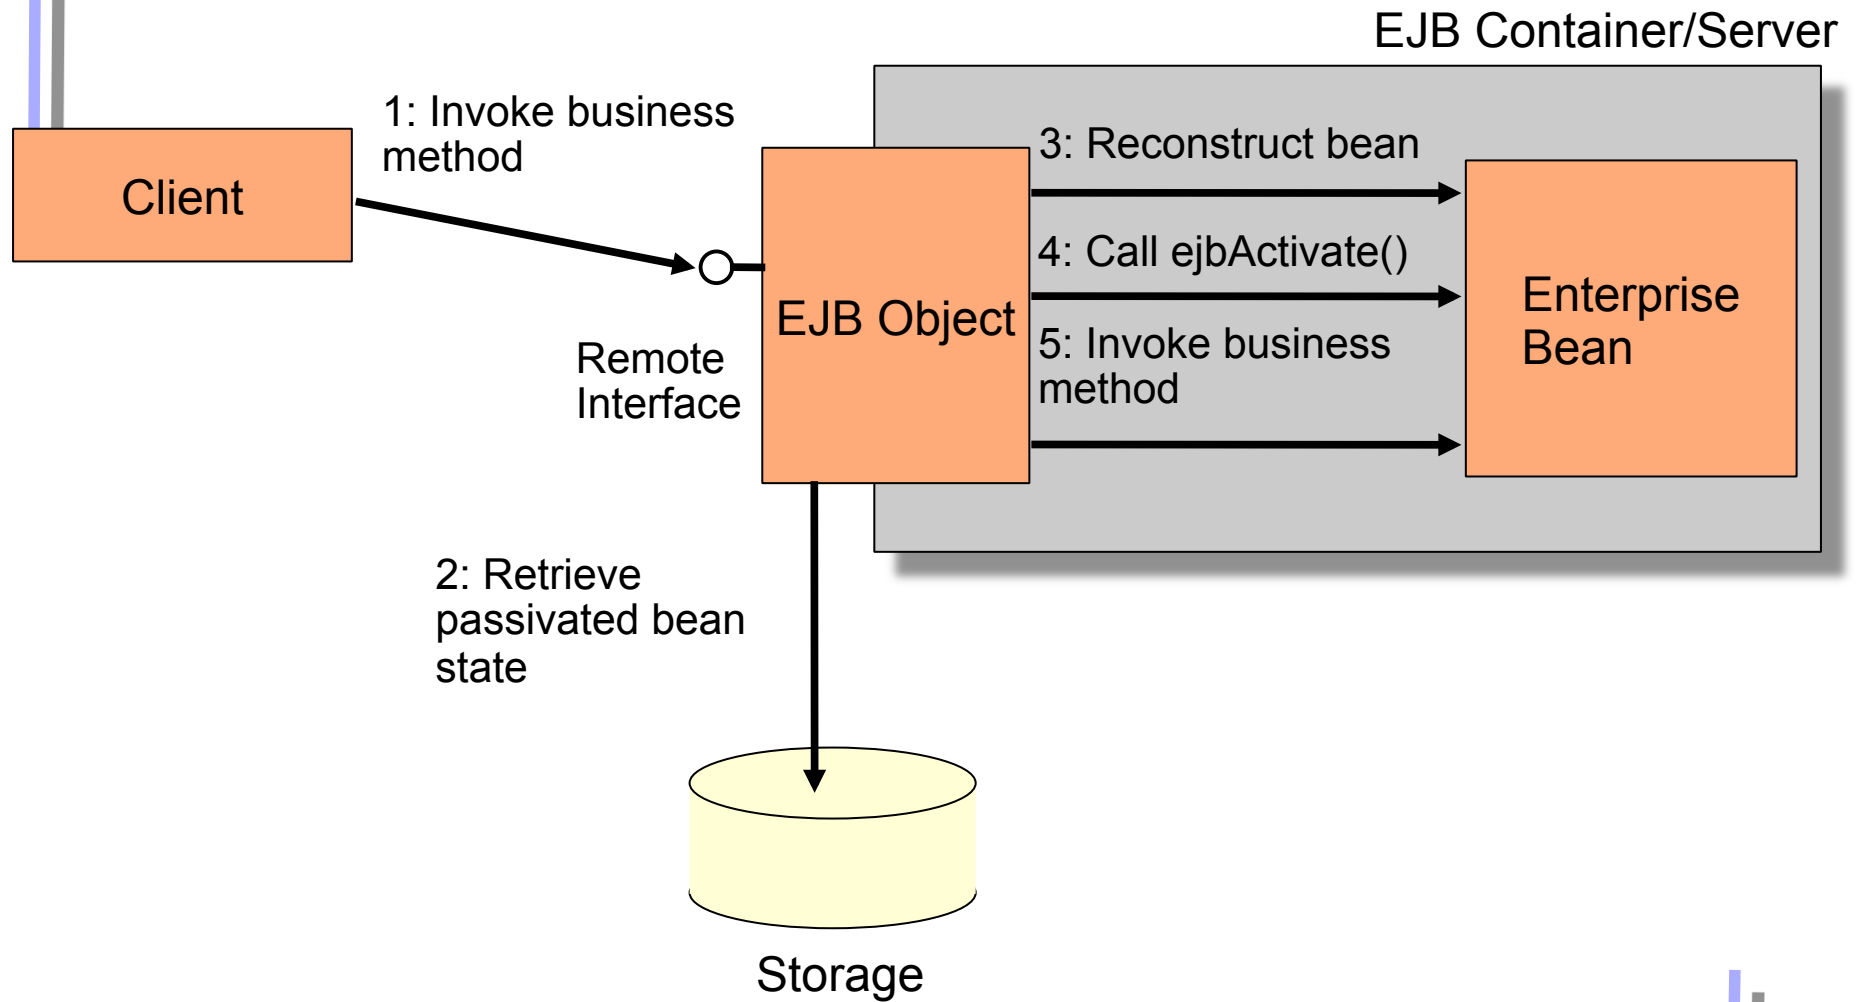 EJB Container/Server
1: Invoke business
method
Client
3: Reconstruct bean
4: Call ejbActivate()
EJB Object
Enterprise
Bean
5: Invoke business
method
Remote
Interface
2: Retrieve
passivated bean
state
Storage